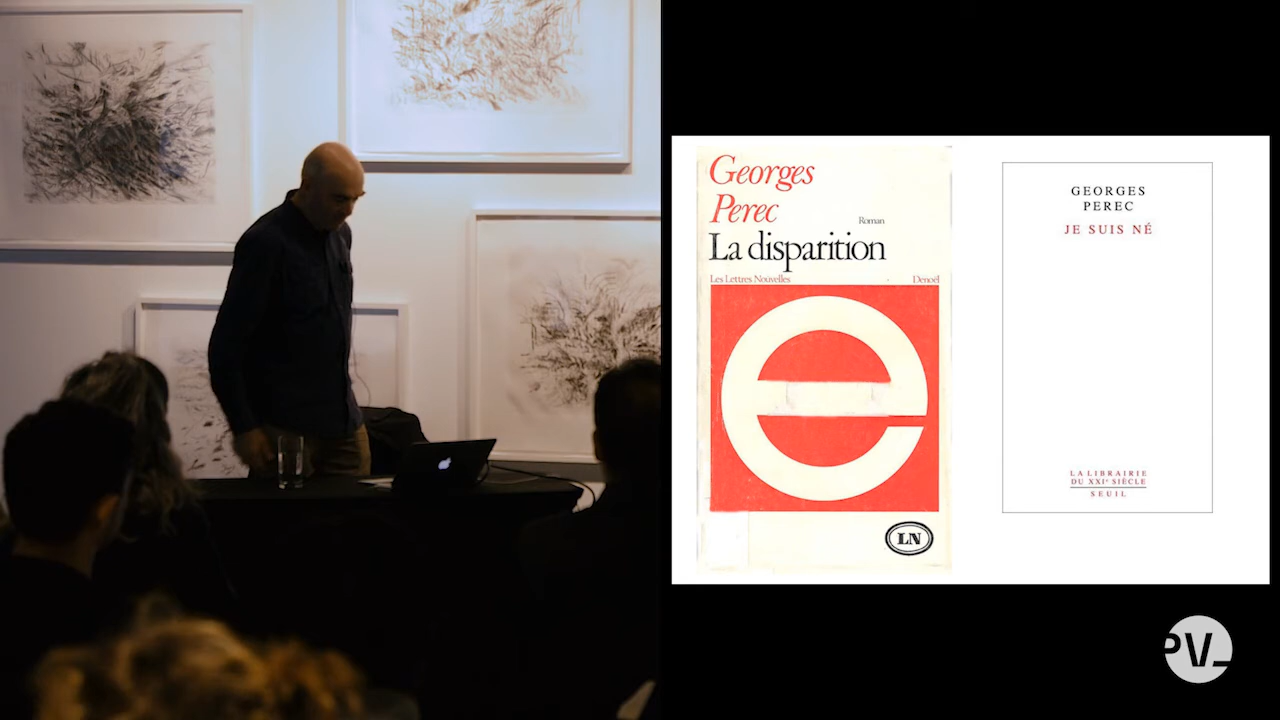 Georges
Perec
Roman
La disparition
Les Lettres Nouvelles
Denoël
e
LN
GEORGES
PEREC
JE SUIS NÉ
LA LIBRAIRIE
DU XXIe SIÈCLE
SEUIL
PV_